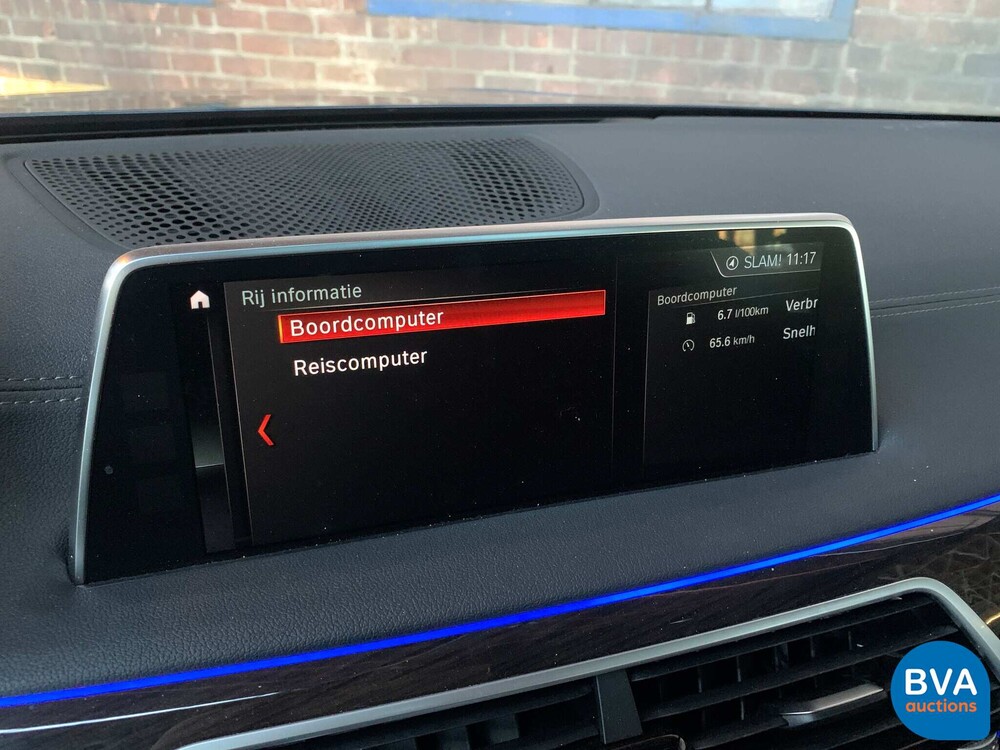 SLAM! 11:17
Rij informatie
Boordcomputer
Reiscomputer
Boordcomputer
6.7 l/100km Verbr
65.6 km/h Snelh
BVA
auctions